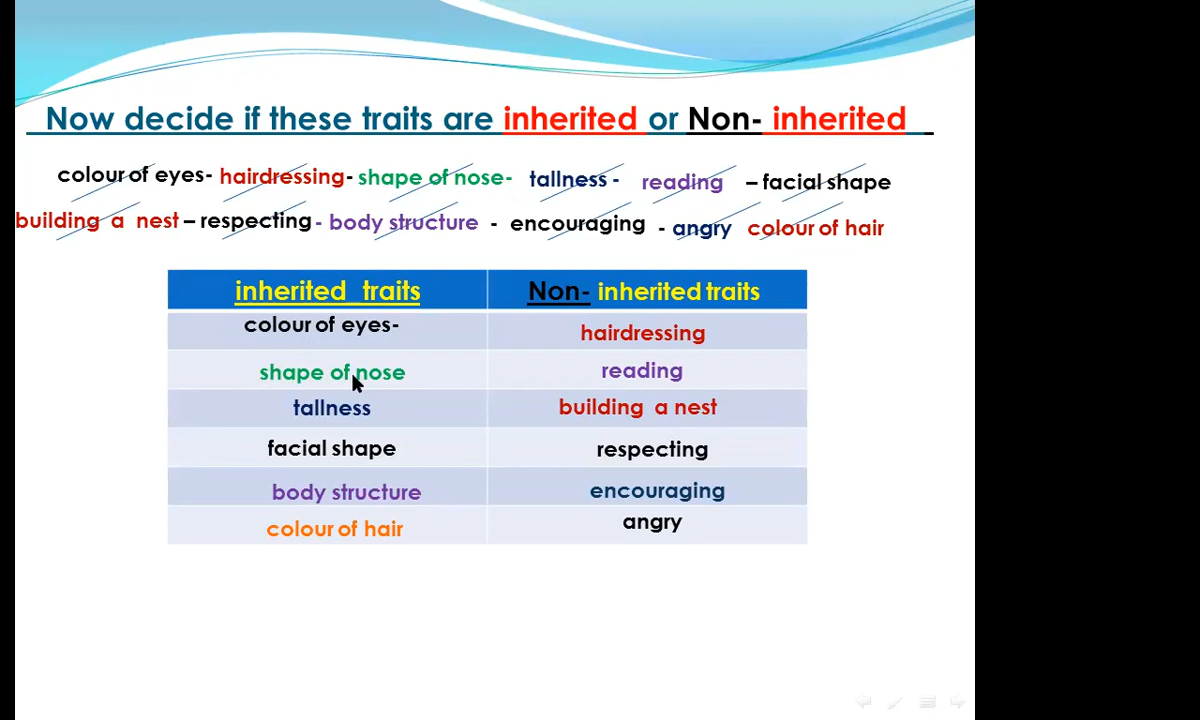 Now decide if these traits are inherited or Non- inherited
colour of eyes- hairdressing- shape of nose- tallness - reading – facial shape
building a nest – respecting - body structure - encouraging - angry colour of hair
inherited traits Non- inherited traits
colour of eyes- hairdressing
shape of nose reading
tallness building a nest
facial shape respecting
body structure encouraging
colour of hair angry